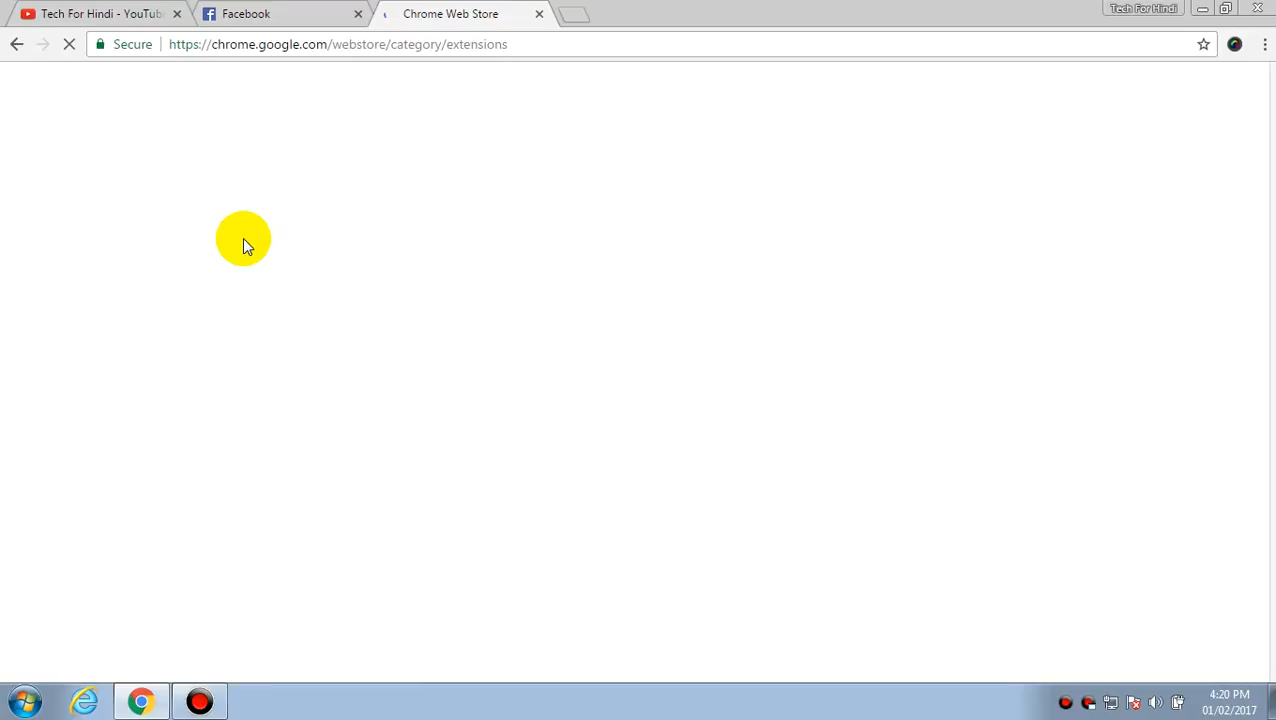 Tech For Hindi - YouTub
Facebook
Chrome Web Store
Tech For Hindi
Secure
https://chrome.google.com/webstore/category/extensions
4:20 PM
01/02/2017